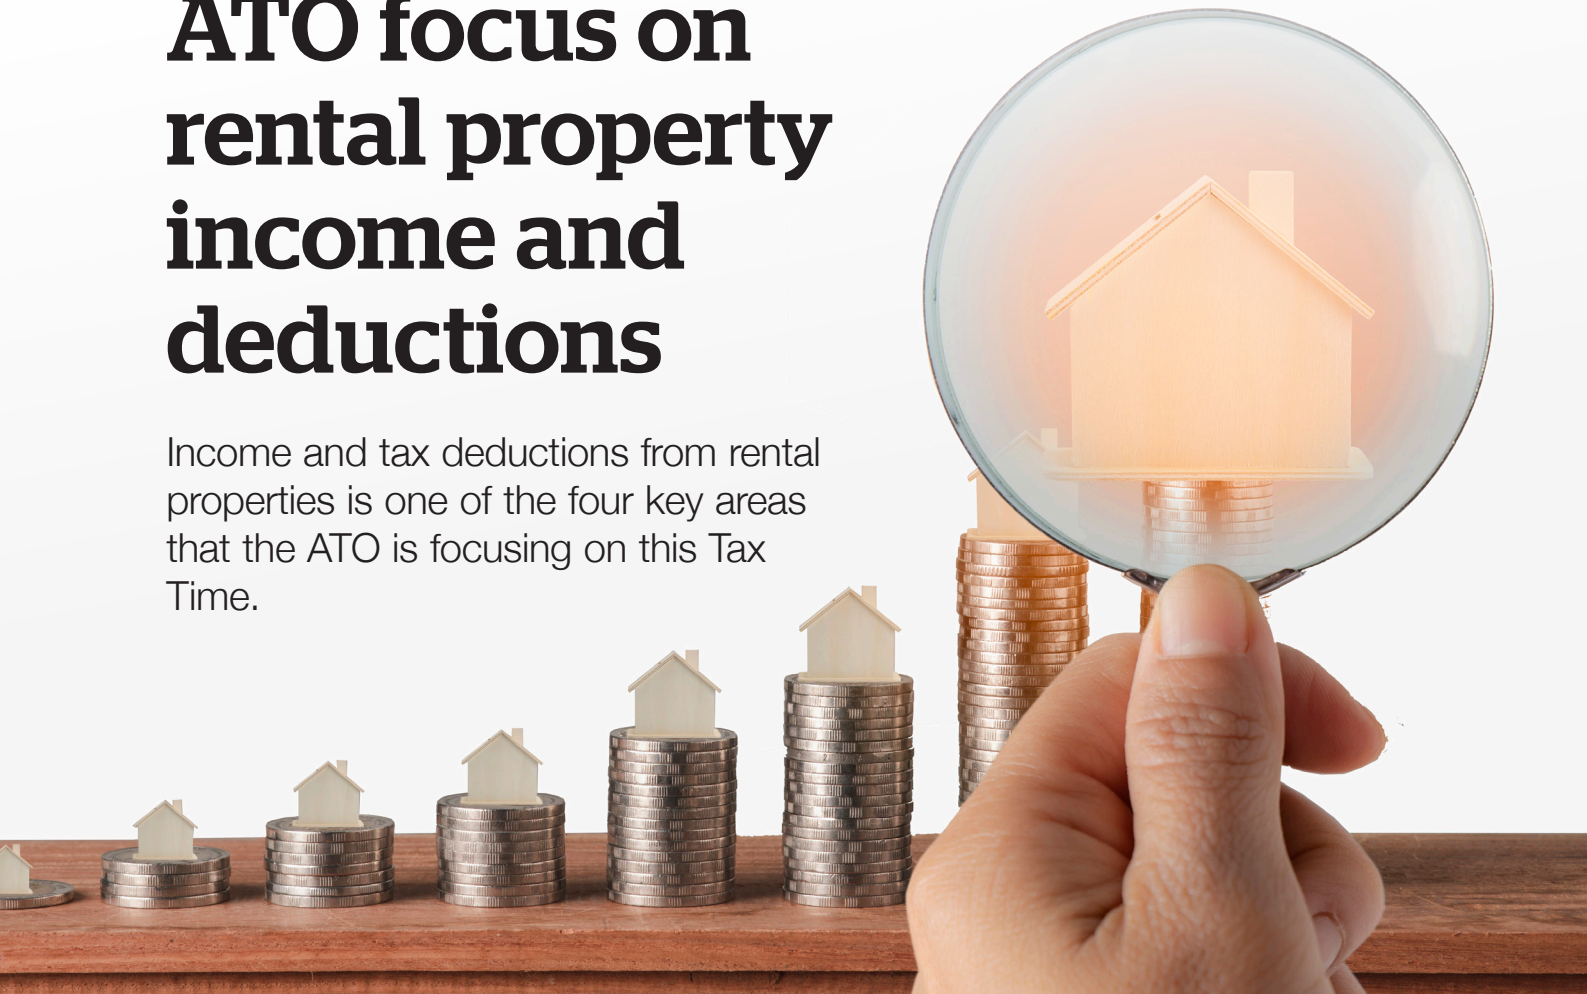 ATO focus on
rental property
income and
deductions
Income and tax deductions from rental
properties is one of the four key areas
that the ATO is focusing on this Tax
Time.